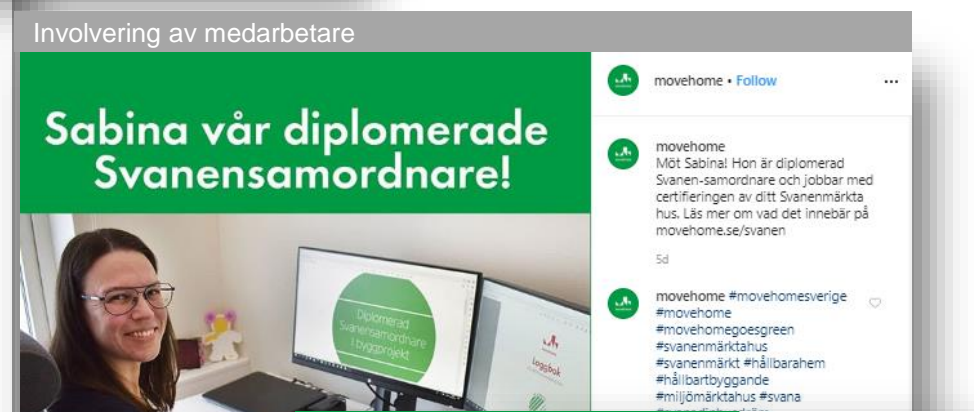 Involvering av medarbetare
Sabina vår diplomerade
Svanensamordnare!
Diplomerad
Svanensamordnare
i byggprojekt
loggbok
movehome • Follow
movehome
Möt Sabina! Hon är diplomerad
Svanen-samordnare och jobbar med
certifieringen av ditt Svanenmärkta
hus. Läs mer om vad det innebär på
movehome.se/svanen
5d
movehome #movehomesverige
#movehome
#movehomegoesgreen
#svanenmärktahus
#svanenmärkt #hållbarahem
#hållbartbyggande
#miljömärktahus #svana